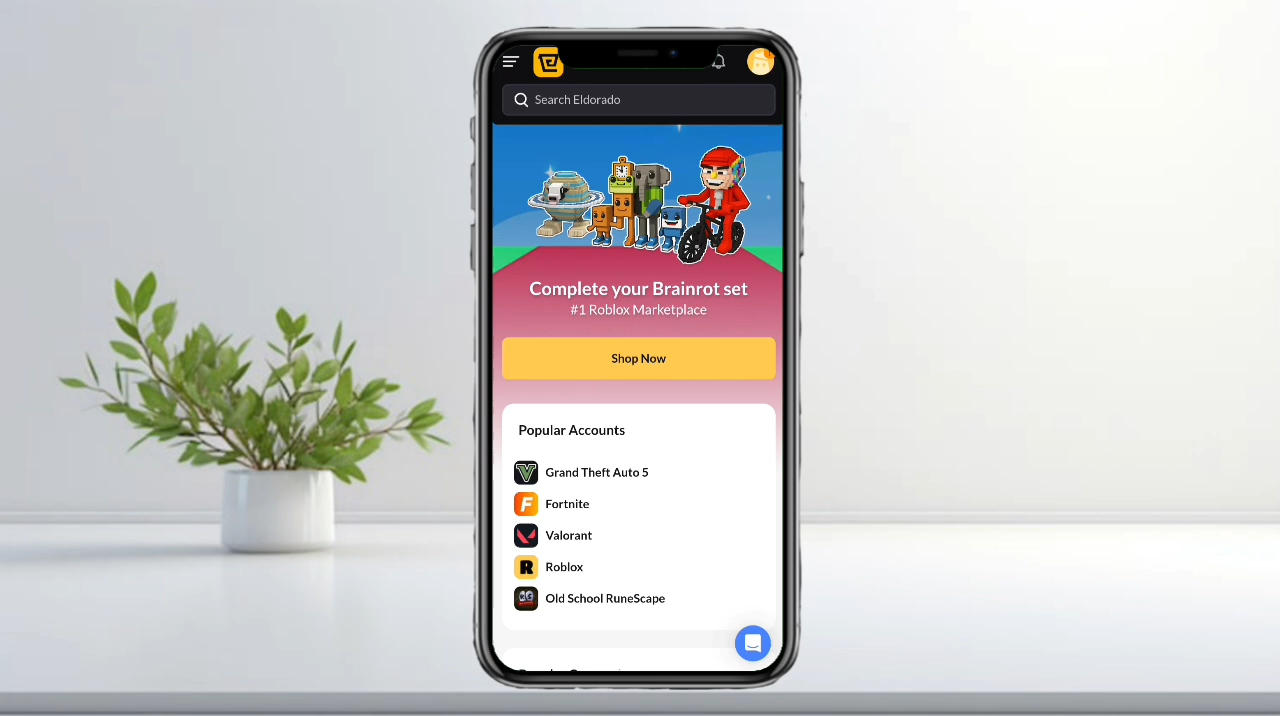 Search Eldorado
Complete your Brainrot set
#1 Roblox Marketplace
Shop Now
Popular Accounts
Grand Theft Auto 5
Fortnite
Valorant
Roblox
Old School RuneScape